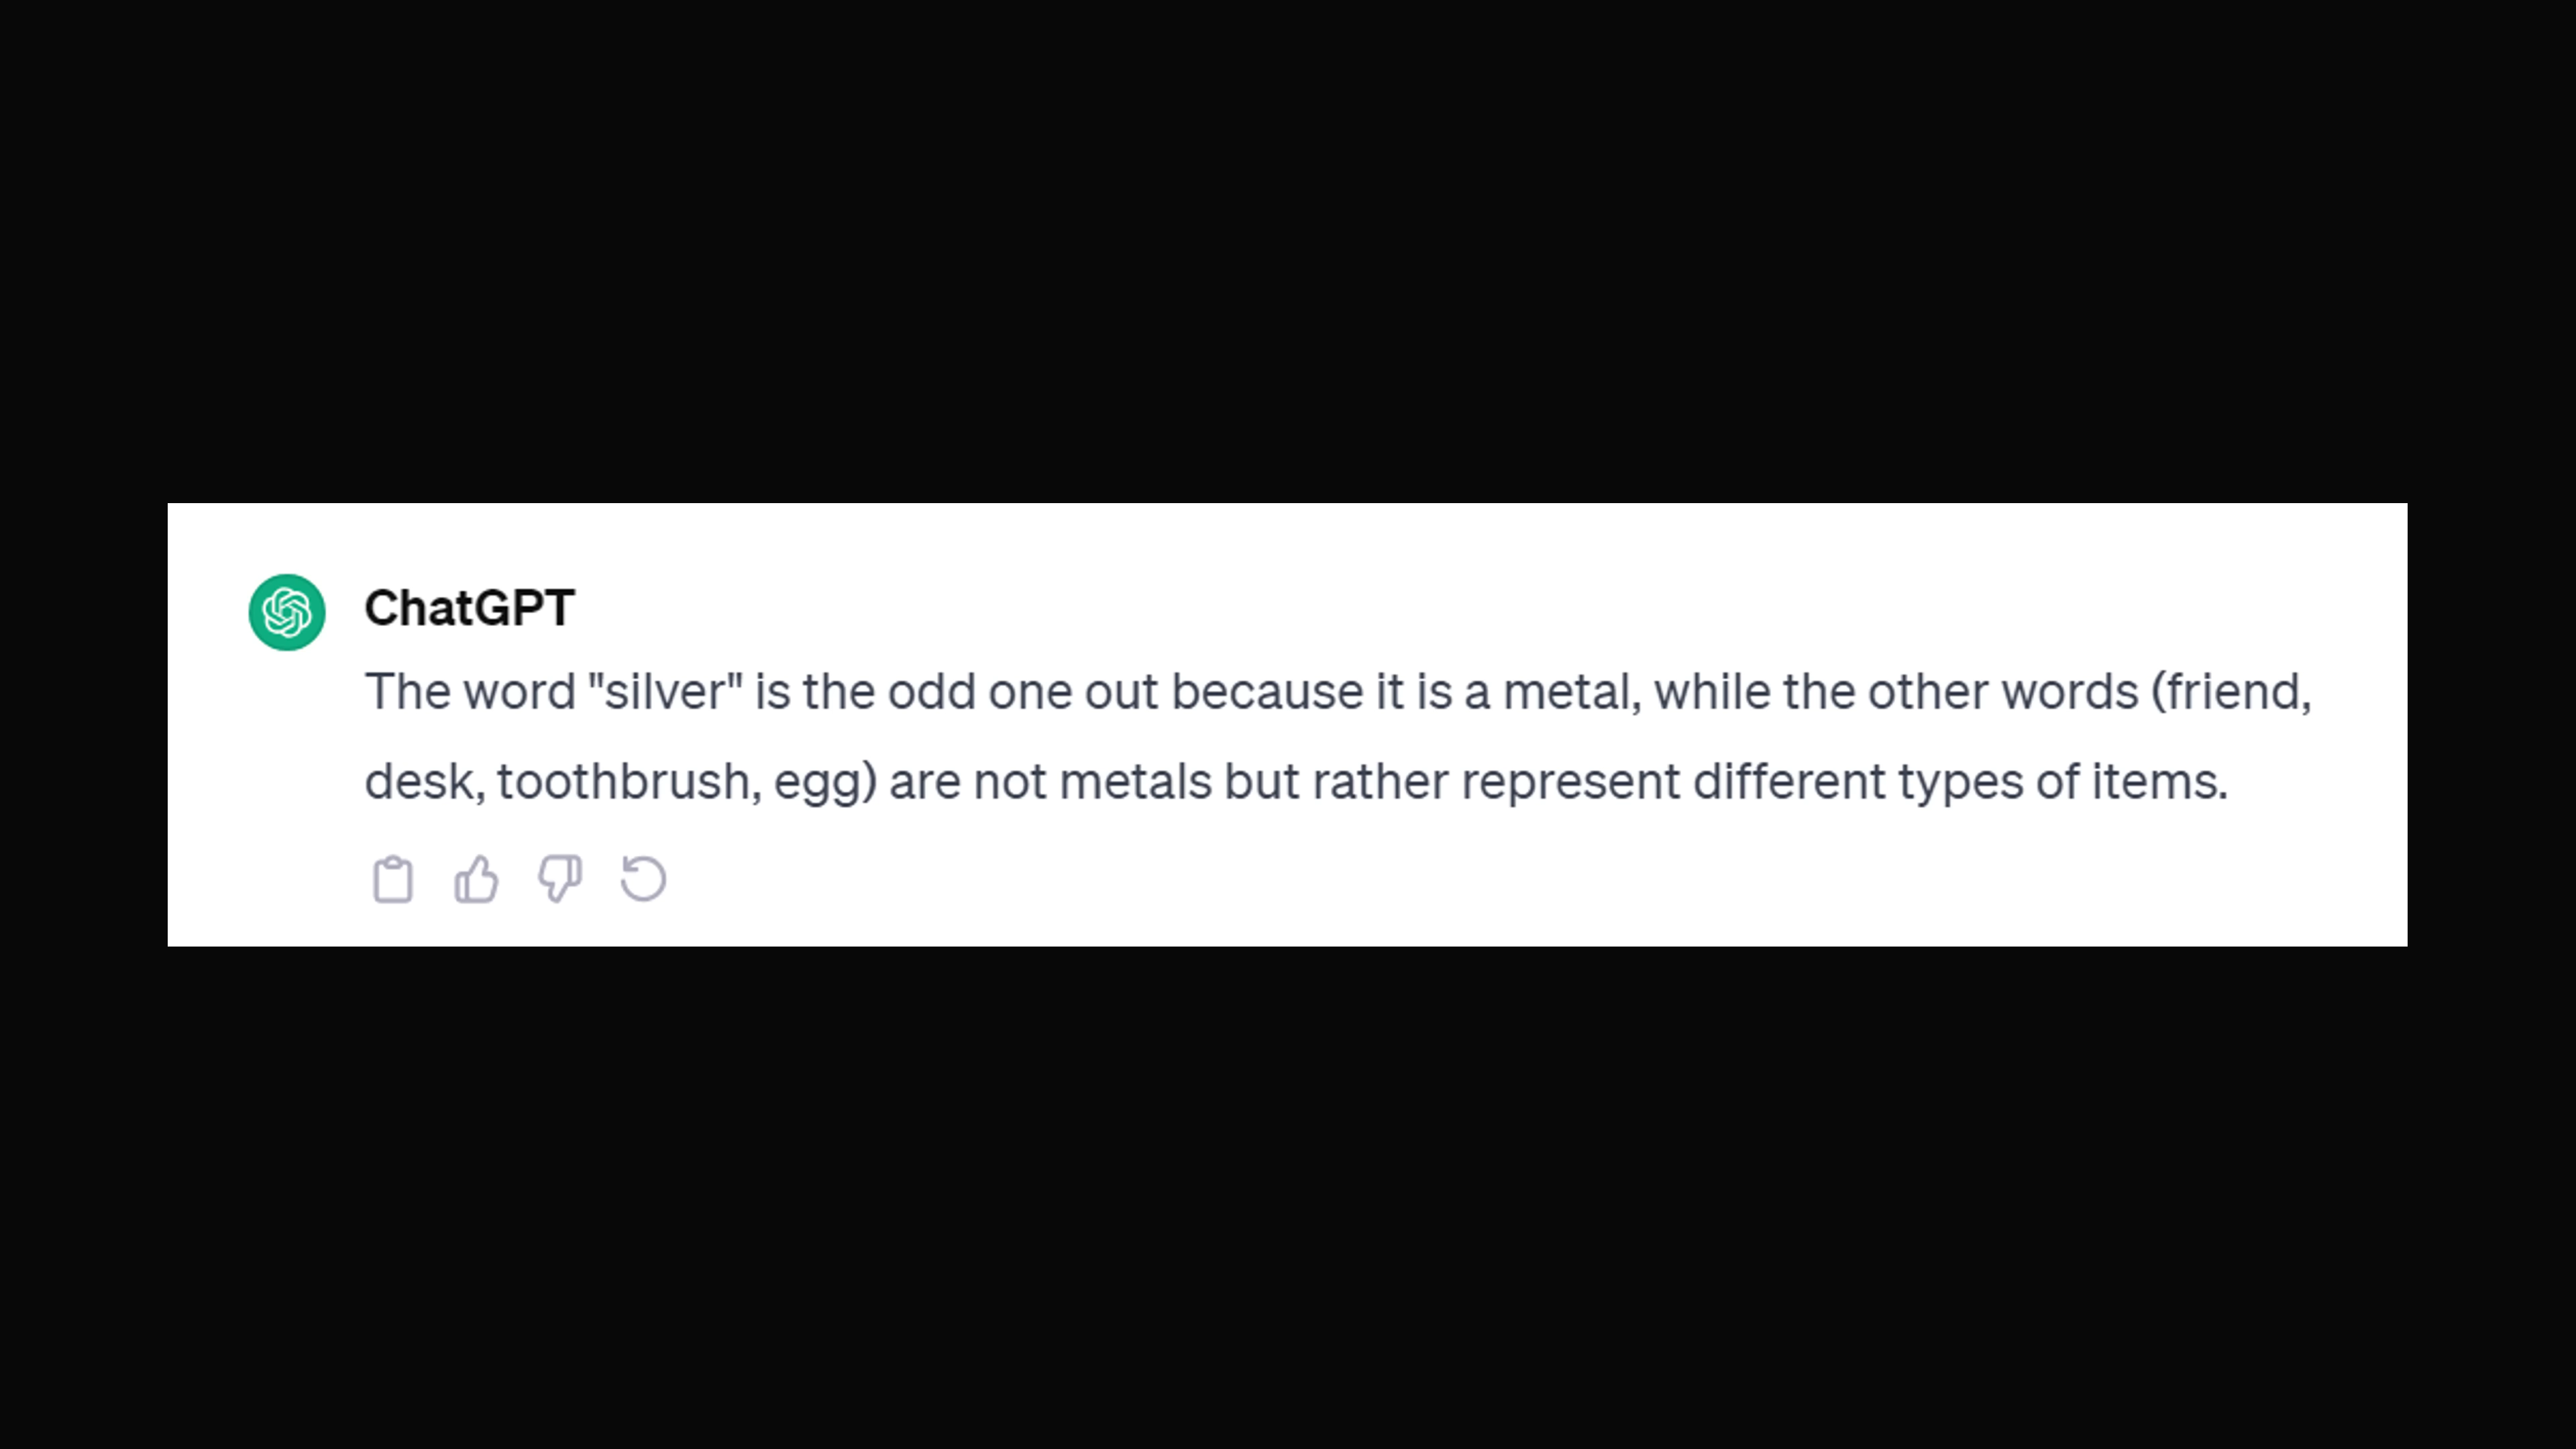 ChatGPT
The word "silver" is the odd one out because it is a metal, while the other words (friend,
desk, toothbrush, egg) are not metals but rather represent different types of items.